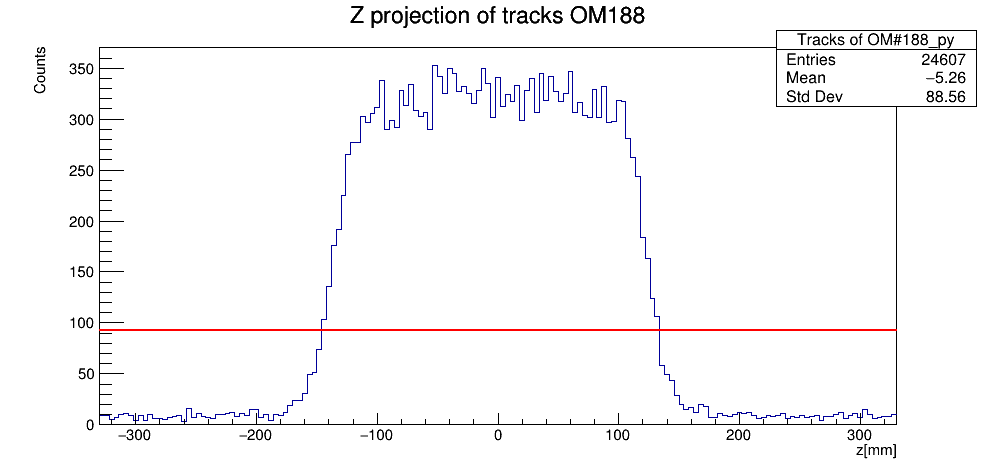 Z projection of tracks OM188
Tracks of OM#188_py
Entries 24607
Mean −5.26
Std Dev 88.56
Counts
350
300
250
200
150
100
50
0
−300 −200 −100 0 100 200 300
z[mm]